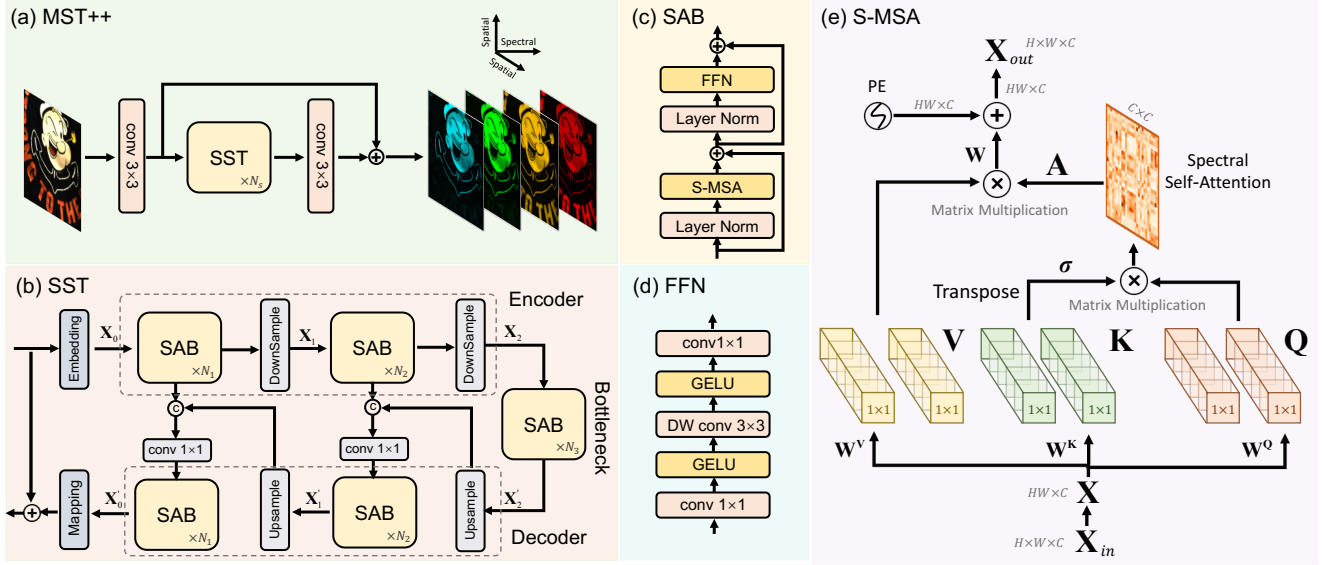 (a) MST++
conv 3×3
SST
×N_s
conv 3×3
+
Spatial
Spectral
Spatial
(b) SST
Embedding
X_0
Encoder
SAB
×N_1
DownSample
X_1
SAB
×N_2
DownSample
X_2
C
C
conv 1×1
conv 1×1
SAB
×N_3
Bottleneck
Mapping
X'_0
SAB
×N_1
Upsample
X'_1
SAB
×N_2
Upsample
X'_2
Decoder
+
(c) SAB
+
FFN
Layer Norm
+
S-MSA
Layer Norm
(d) FFN
conv1×1
GELU
DW conv 3×3
GELU
conv 1×1
(e) S-MSA
X_out H×W×C
HW×C
PE
HW×C
+
W
×
A
Matrix Multiplication
C×C
Spectral
Self-Attention
Transpose
σ
×
Matrix Multiplication
V
K
Q
1×1
1×1
1×1
1×1
1×1
1×1
W^V
W^K
W^Q
HW×C
X
H×W×C
X_in